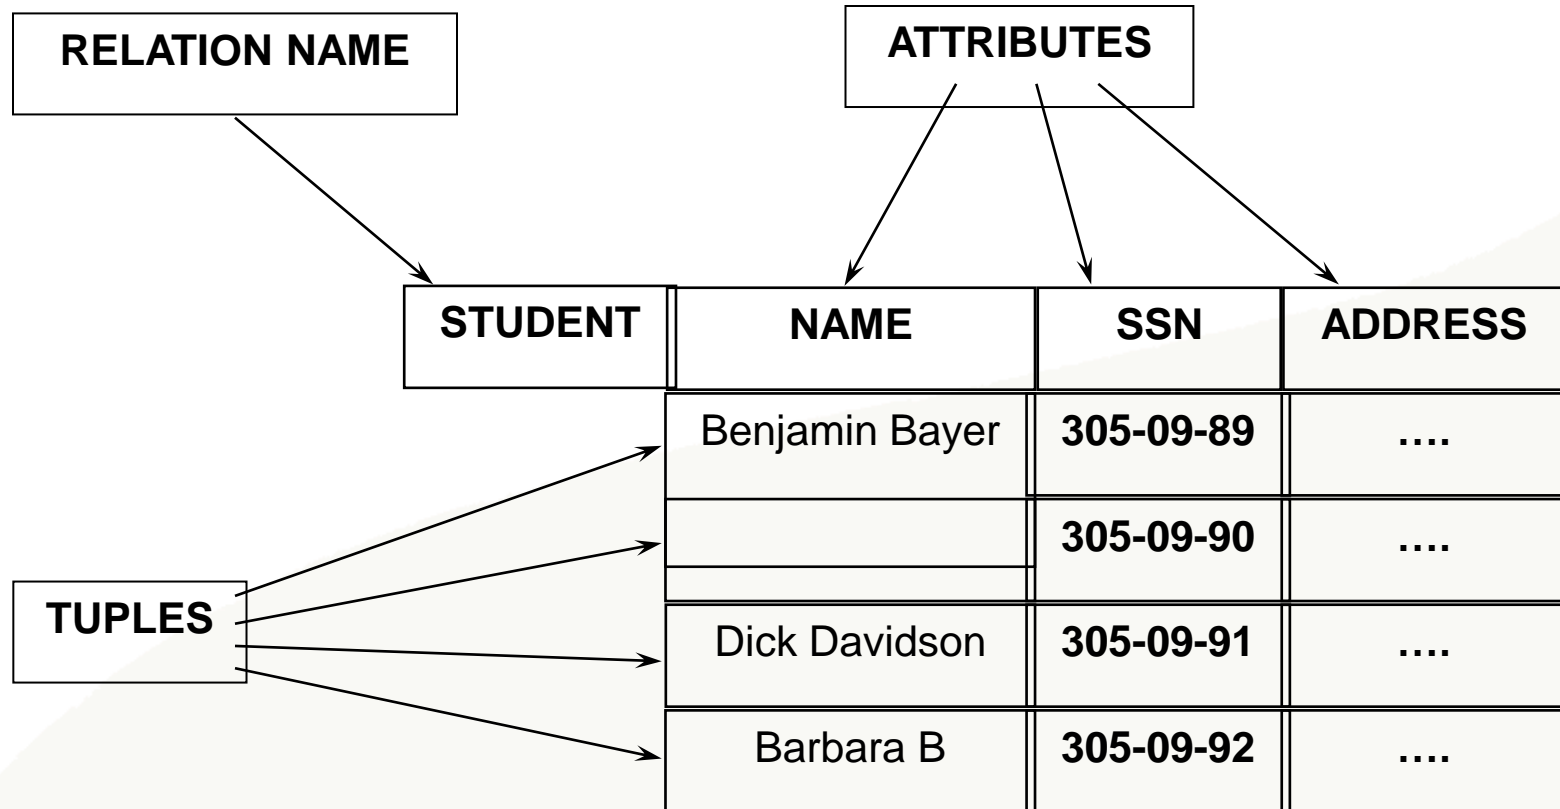 RELATION NAME
ATTRIBUTES
STUDENT NAME SSN ADDRESS
Benjamin Bayer 305-09-89 ....
305-09-90 ....
TUPLES
Dick Davidson 305-09-91 ....
Barbara B 305-09-92 ....